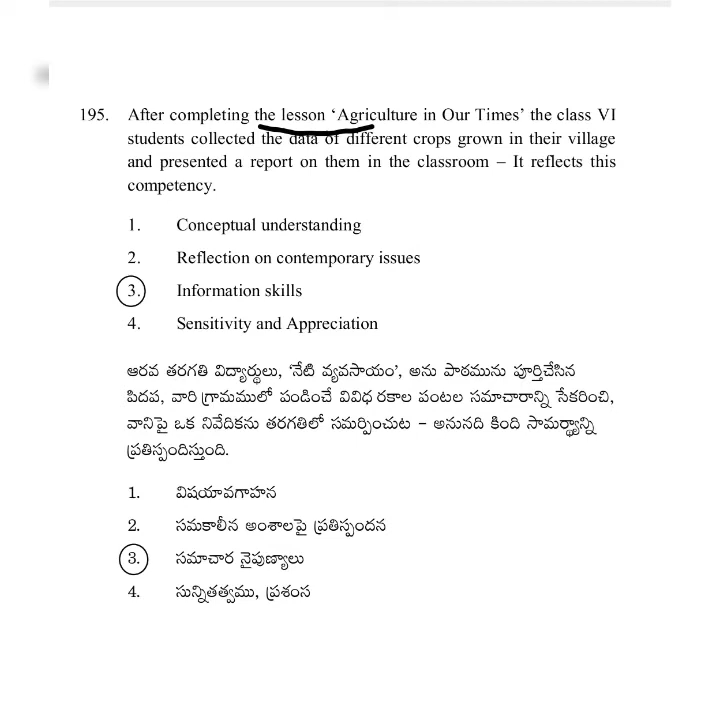 195. After completing the lesson ‘Agriculture in Our Times’ the class VI
students collected the data of different crops grown in their village
and presented a report on them in the classroom – It reflects this
competency.
1. Conceptual understanding
2. Reflection on contemporary issues
3. Information skills
4. Sensitivity and Appreciation
ఆరవ తరగతి విద్యార్థులు, ‘నేటి వ్యవసాయం’, అను పాఠమును పూర్తిచేసిన
పిదప, వారి గ్రామములో పండించే వివిధ రకాల పంటల సమాచారాన్ని సేకరించి,
వానిపై ఒక నివేదికను తరగతిలో సమర్పించుట – అనునది కింది సామర్థ్యాన్ని
ప్రతిస్పందిస్తుంది.
1. విషయావగాహన
2. సమకాలీన అంశాలపై ప్రతిస్పందన
3. సమాచార నైపుణ్యాలు
4. సున్నితత్వము, ప్రశంస